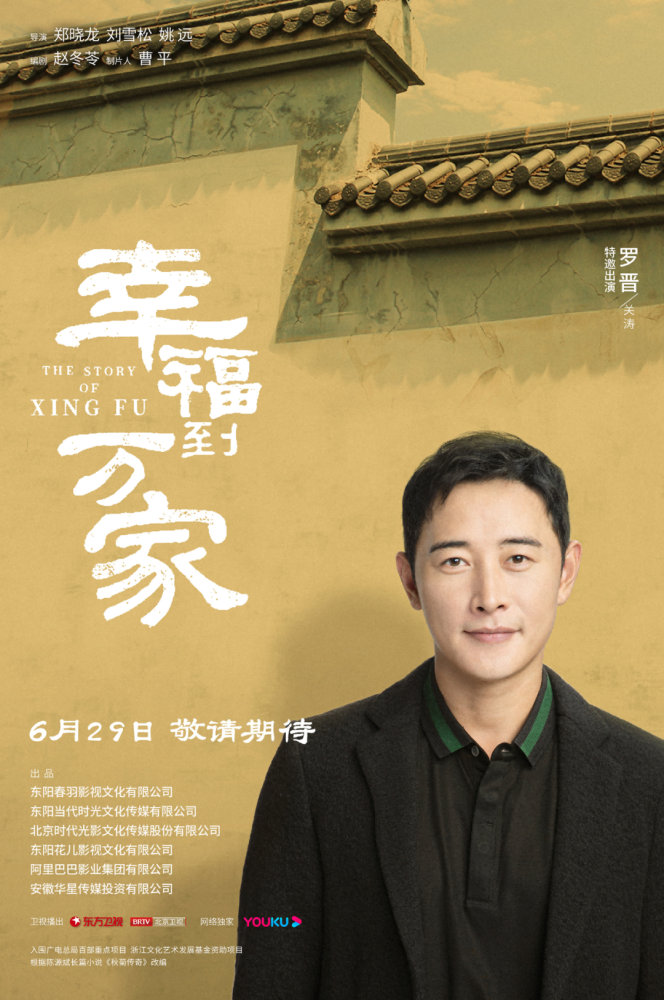 导演 郑晓龙 刘雪松 姚远
编剧 赵冬苓 制片人 曹平
罗晋
特邀出演
关涛
幸福到万家
THE STORY
OF
XING FU
6月29日 敬请期待
出品
东阳春羽影视文化有限公司
东阳当代时光文化传媒有限公司
北京时代光影文化传媒股份有限公司
东阳花儿影视文化有限公司
阿里巴巴影业集团有限公司
安徽华星传媒投资有限公司
卫视播出 东方卫视 BRTV 北京卫视 网络独家 YOUKU
入围广电总局百部重点项目 浙江文化艺术发展基金资助项目
根据陈源斌长篇小说《秋菊传奇》改编